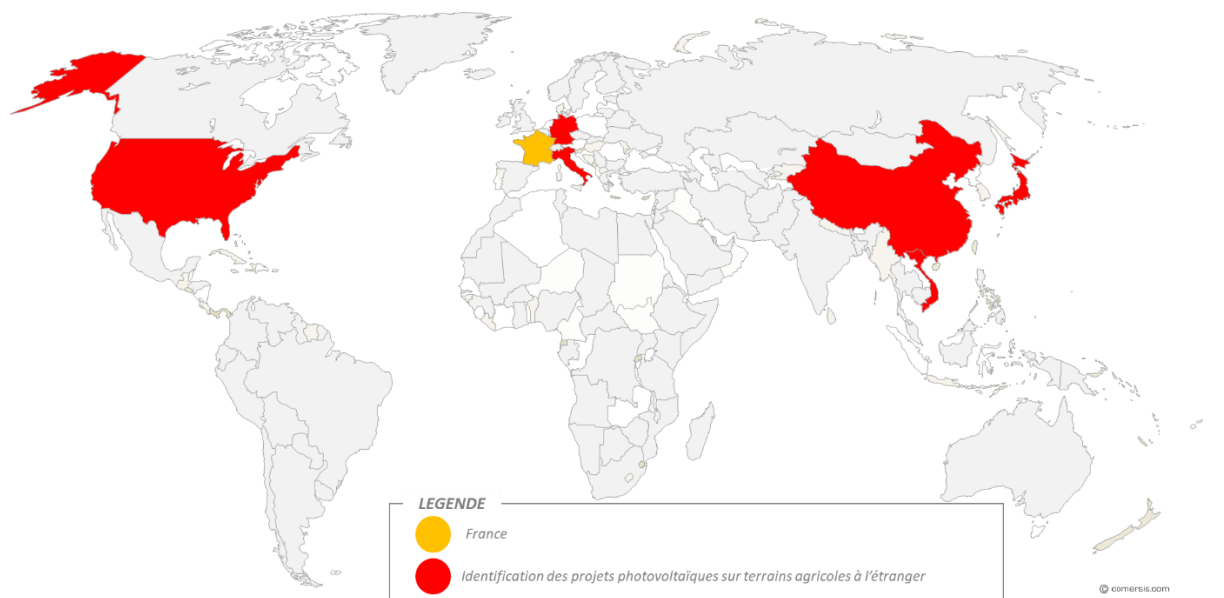 LEGENDE
France
Identification des projets photovoltaïques sur terrains agricoles à l'étranger
© comersis.com